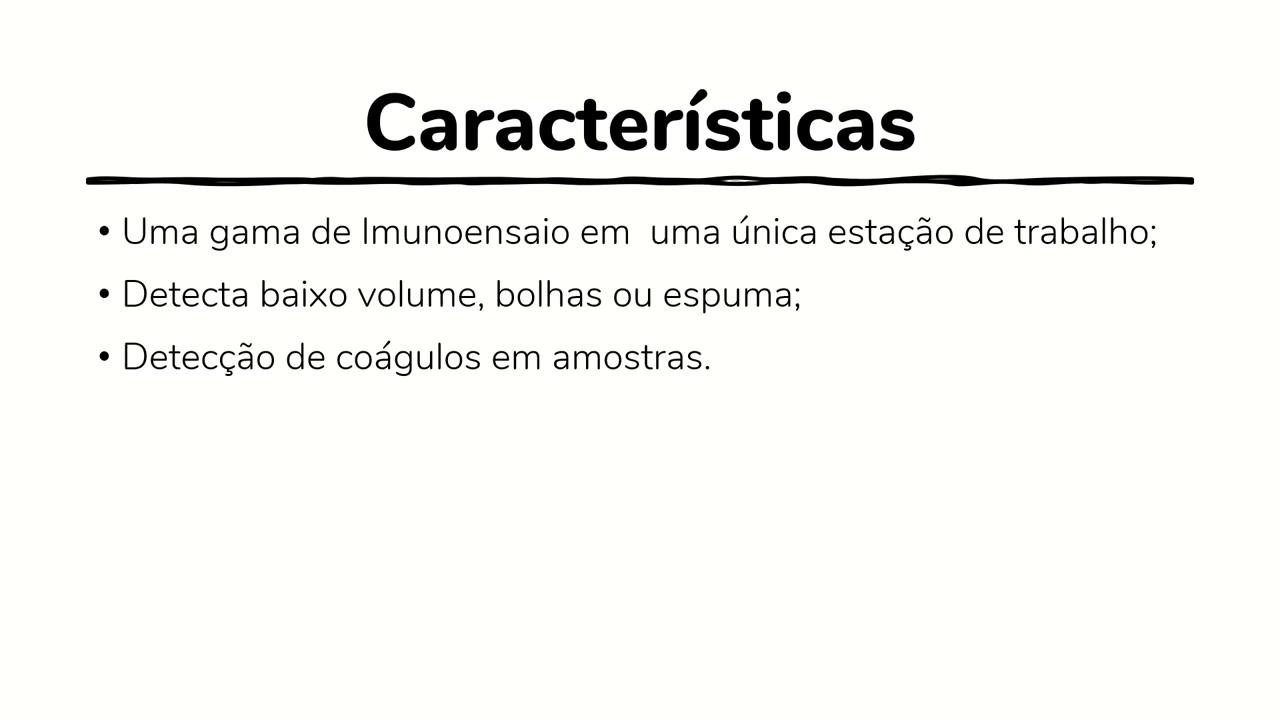 Características
• Uma gama de Imunoensaio em  uma única estação de trabalho;
• Detecta baixo volume, bolhas ou espuma;
• Detecção de coágulos em amostras.